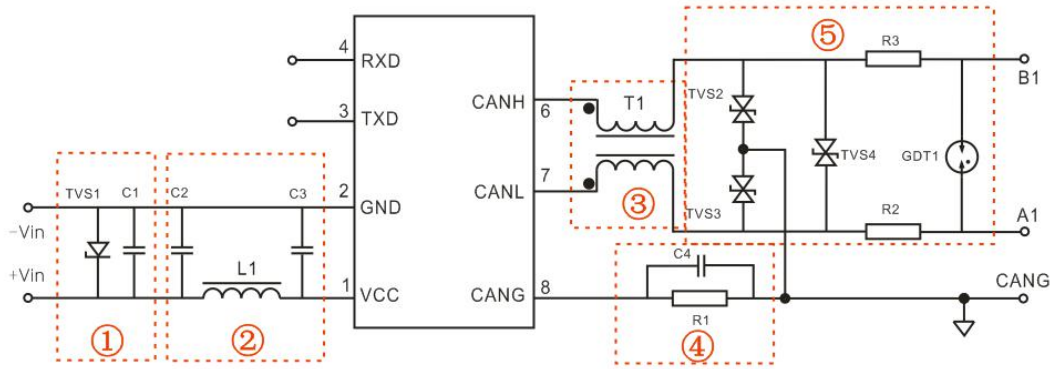 ⑤
4
RXD
R3
B1
TVS2
T1
CANH
6
3
TXD
TVS4
GDT1
7
CANL
③
TVS3
R2
A1
TVS1
C1
C2
C3
2
GND
−Vin
+Vin
L1
1
VCC
CANG
8
C4
R1
CANG
①
②
④